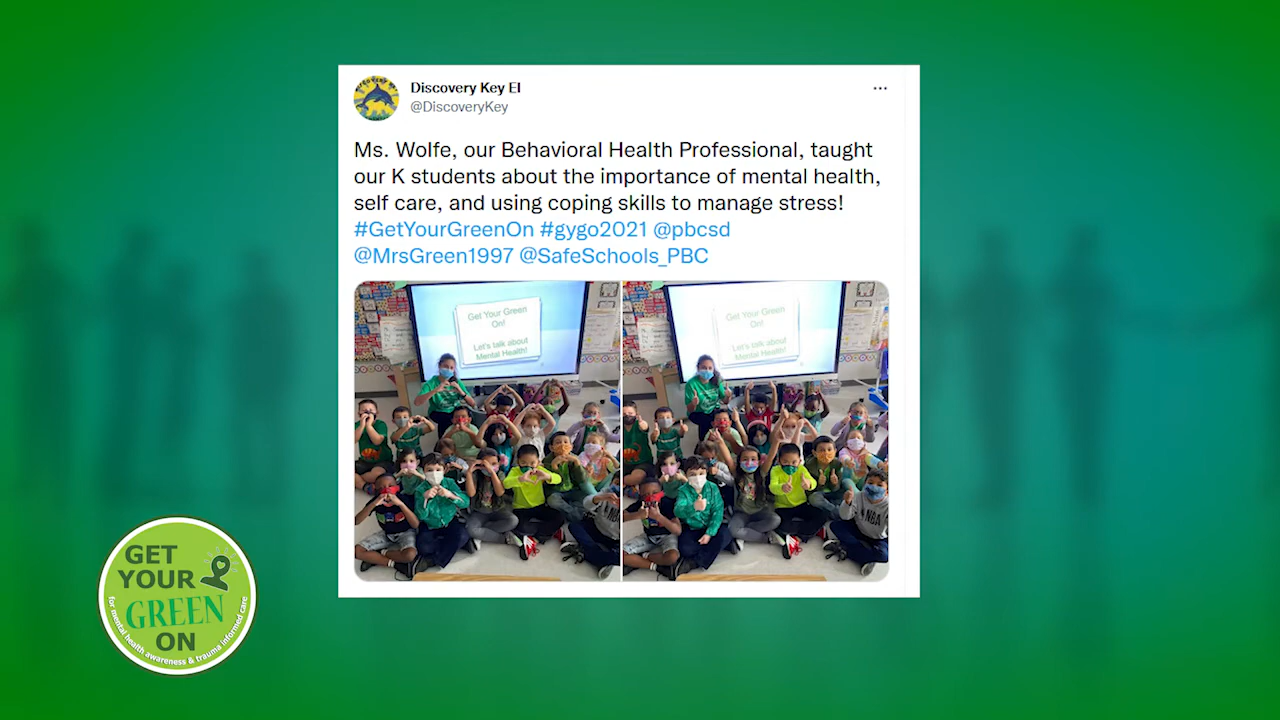 Discovery Key El
@DiscoveryKey
Ms. Wolfe, our Behavioral Health Professional, taught
our K students about the importance of mental health,
self care, and using coping skills to manage stress!
#GetYourGreenOn #gygo2021 @pbcsd
@MrsGreen1997 @SafeSchools_PBC
Get Your Green
On!
Let's talk about
Mental Health!
Get Your Green
On!
Let's talk about
Mental Health!
NBA
GET
YOUR
GREEN
ON
for mental health awareness & trauma informed care